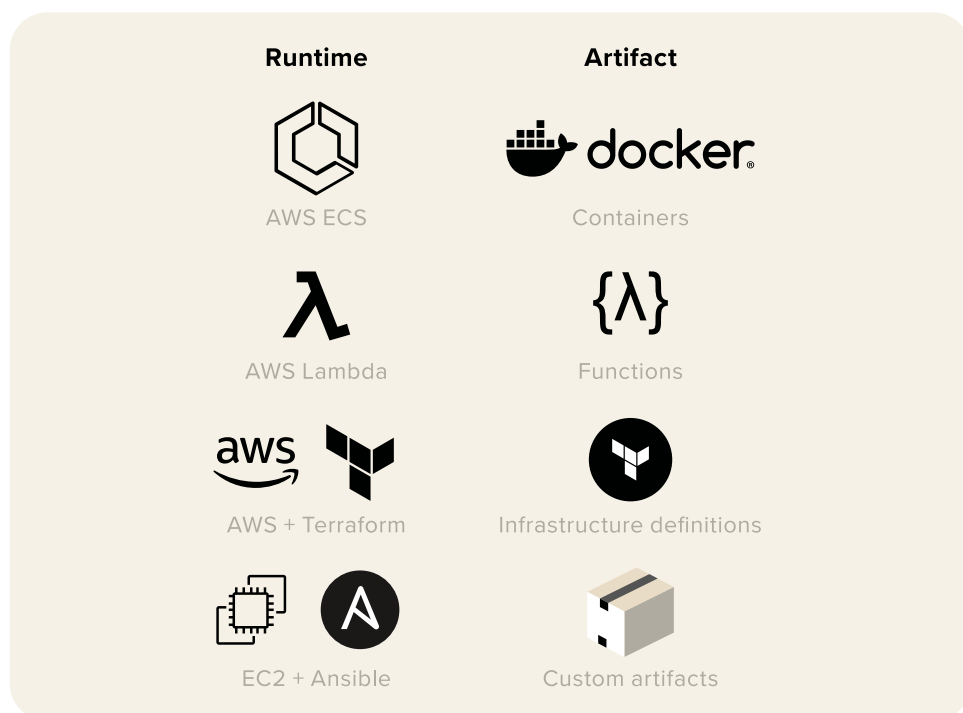 Runtime Artifact
docker®
AWS ECS Containers
{λ}
AWS Lambda Functions
aws
AWS + Terraform Infrastructure definitions
EC2 + Ansible Custom artifacts